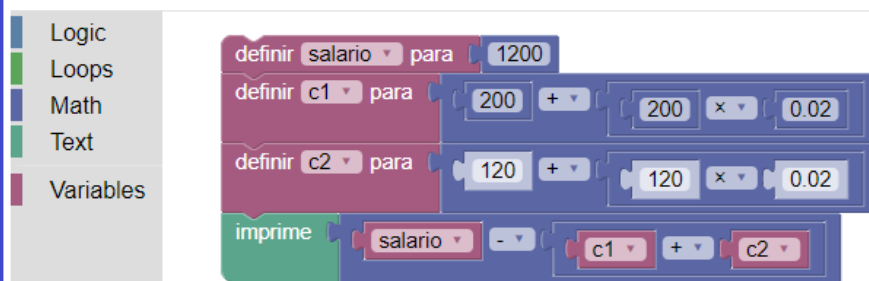 Logic
Loops
Math
Text
Variables
definir salario para 1200
definir c1 para 200 + 200 × 0.02
definir c2 para 120 + 120 × 0.02
imprime salario - c1 + c2